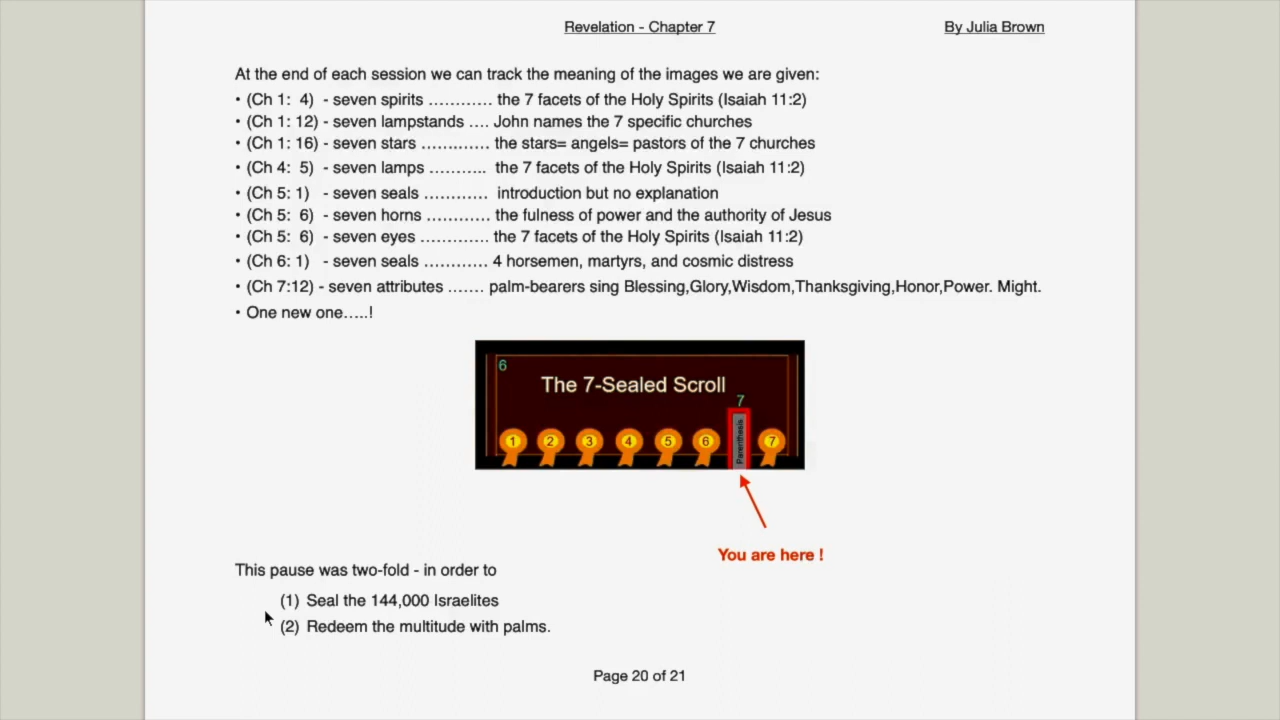 Revelation - Chapter 7 By Julia Brown
At the end of each session we can track the meaning of the images we are given:
• (Ch 1: 4) - seven spirits ………… the 7 facets of the Holy Spirits (Isaiah 11:2)
• (Ch 1: 12) - seven lampstands …. John names the 7 specific churches
• (Ch 1: 16) - seven stars ………… the stars= angels= pastors of the 7 churches
• (Ch 4: 5) - seven lamps ……….. the 7 facets of the Holy Spirits (Isaiah 11:2)
• (Ch 5: 1) - seven seals ………… introduction but no explanation
• (Ch 5: 6) - seven horns ………… the fulness of power and the authority of Jesus
• (Ch 5: 6) - seven eyes …………. the 7 facets of the Holy Spirits (Isaiah 11:2)
• (Ch 6: 1) - seven seals ………… 4 horsemen, martyrs, and cosmic distress
• (Ch 7:12) - seven attributes ……. palm-bearers sing Blessing,Glory,Wisdom,Thanksgiving,Honor,Power. Might.
• One new one…..!
6
The 7-Sealed Scroll
7
1 2 3 4 5 6 Parenthesis 7
You are here !
This pause was two-fold - in order to
(1) Seal the 144,000 Israelites
(2) Redeem the multitude with palms.
Page 20 of 21